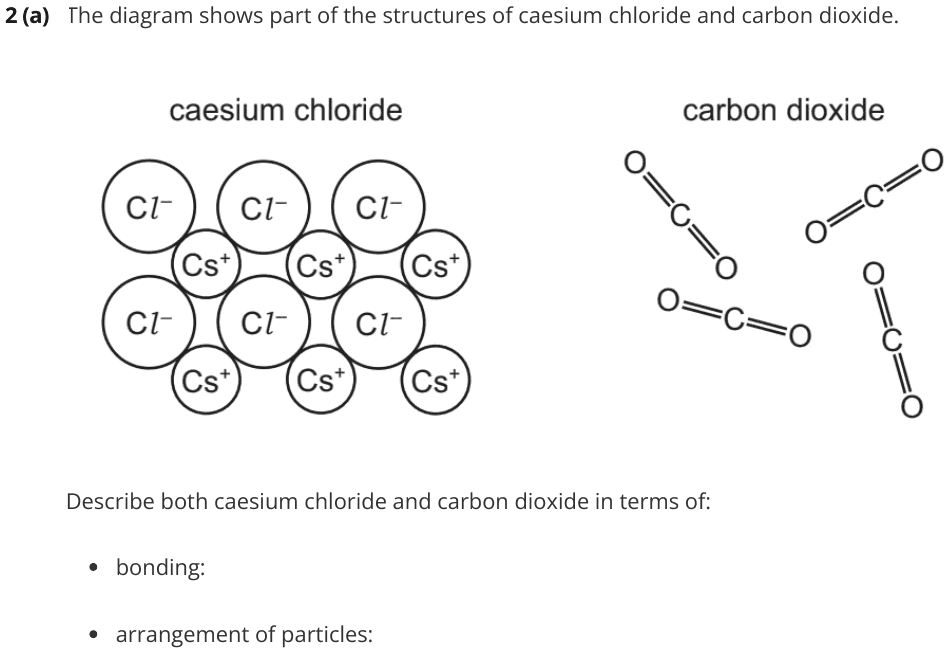 2 (a) The diagram shows part of the structures of caesium chloride and carbon dioxide.
caesium chloride
carbon dioxide
Cl⁻ Cl⁻ Cl⁻
Cs⁺ Cs⁺ Cs⁺
Cl⁻ Cl⁻ Cl⁻
Cs⁺ Cs⁺ Cs⁺
O=C=O
O=C=O
O=C=O
O=C=O
Describe both caesium chloride and carbon dioxide in terms of:
• bonding:
• arrangement of particles: